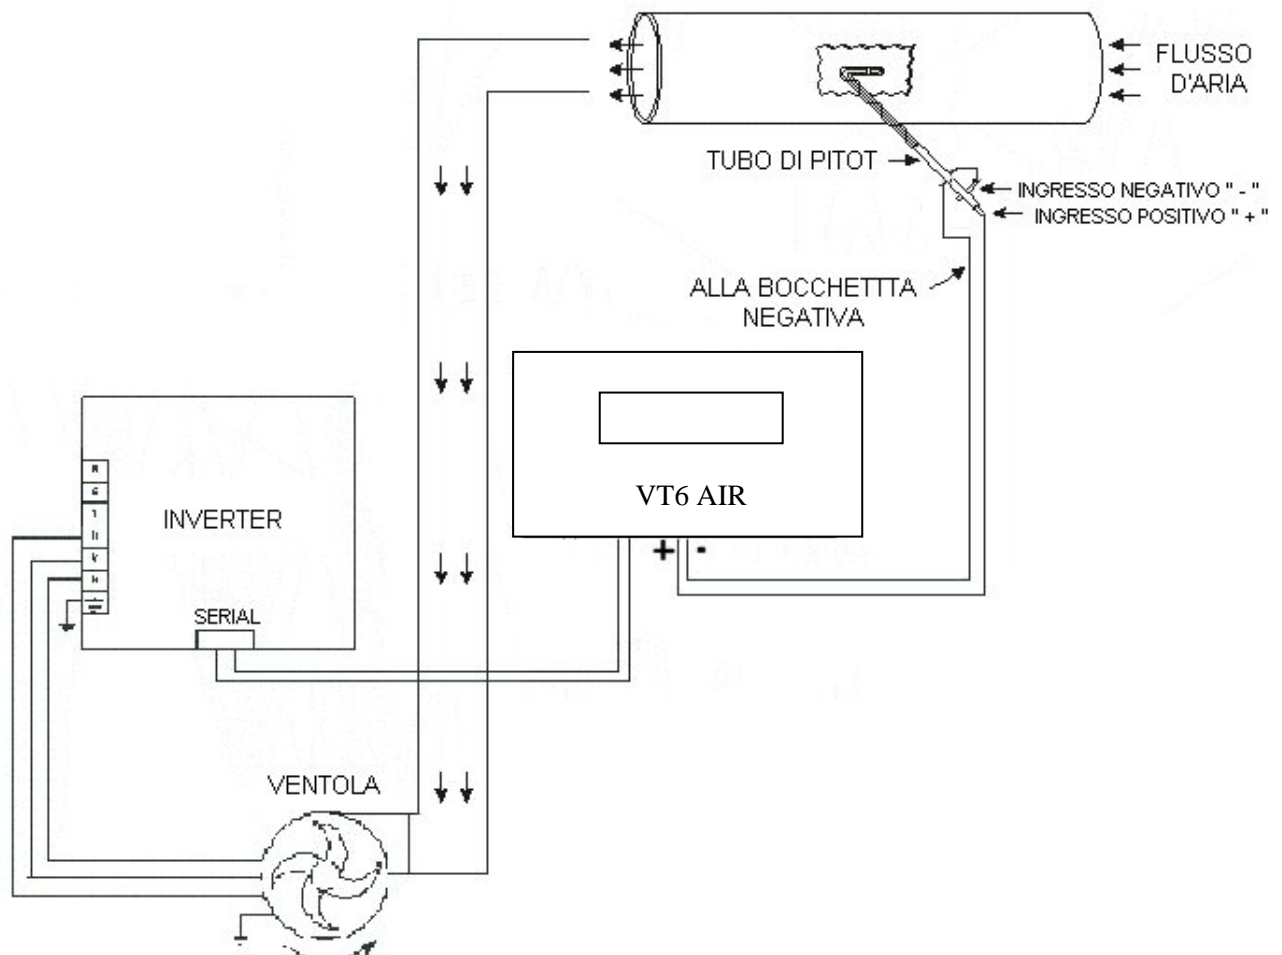 FLUSSO
D'ARIA
TUBO DI PITOT
INGRESSO NEGATIVO " - "
INGRESSO POSITIVO " + "
ALLA BOCCHETTTA
NEGATIVA
VT6 AIR
+ -
INVERTER
SERIAL
VENTOLA